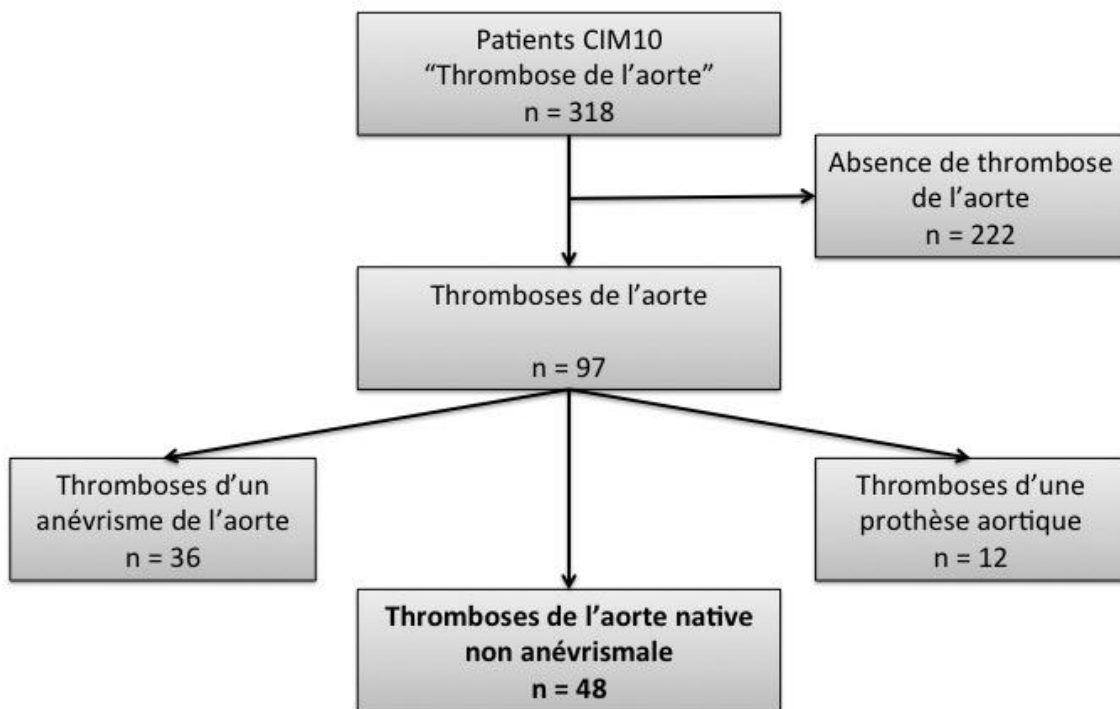 Patients CIM10
“Thrombose de l’aorte”
n = 318
Absence de thrombose
de l’aorte
n = 222
Thromboses de l’aorte
n = 97
Thromboses d’un
anévrisme de l’aorte
n = 36
Thromboses d’une
prothèse aortique
n = 12
Thromboses de l’aorte native
non anévrismale
n = 48